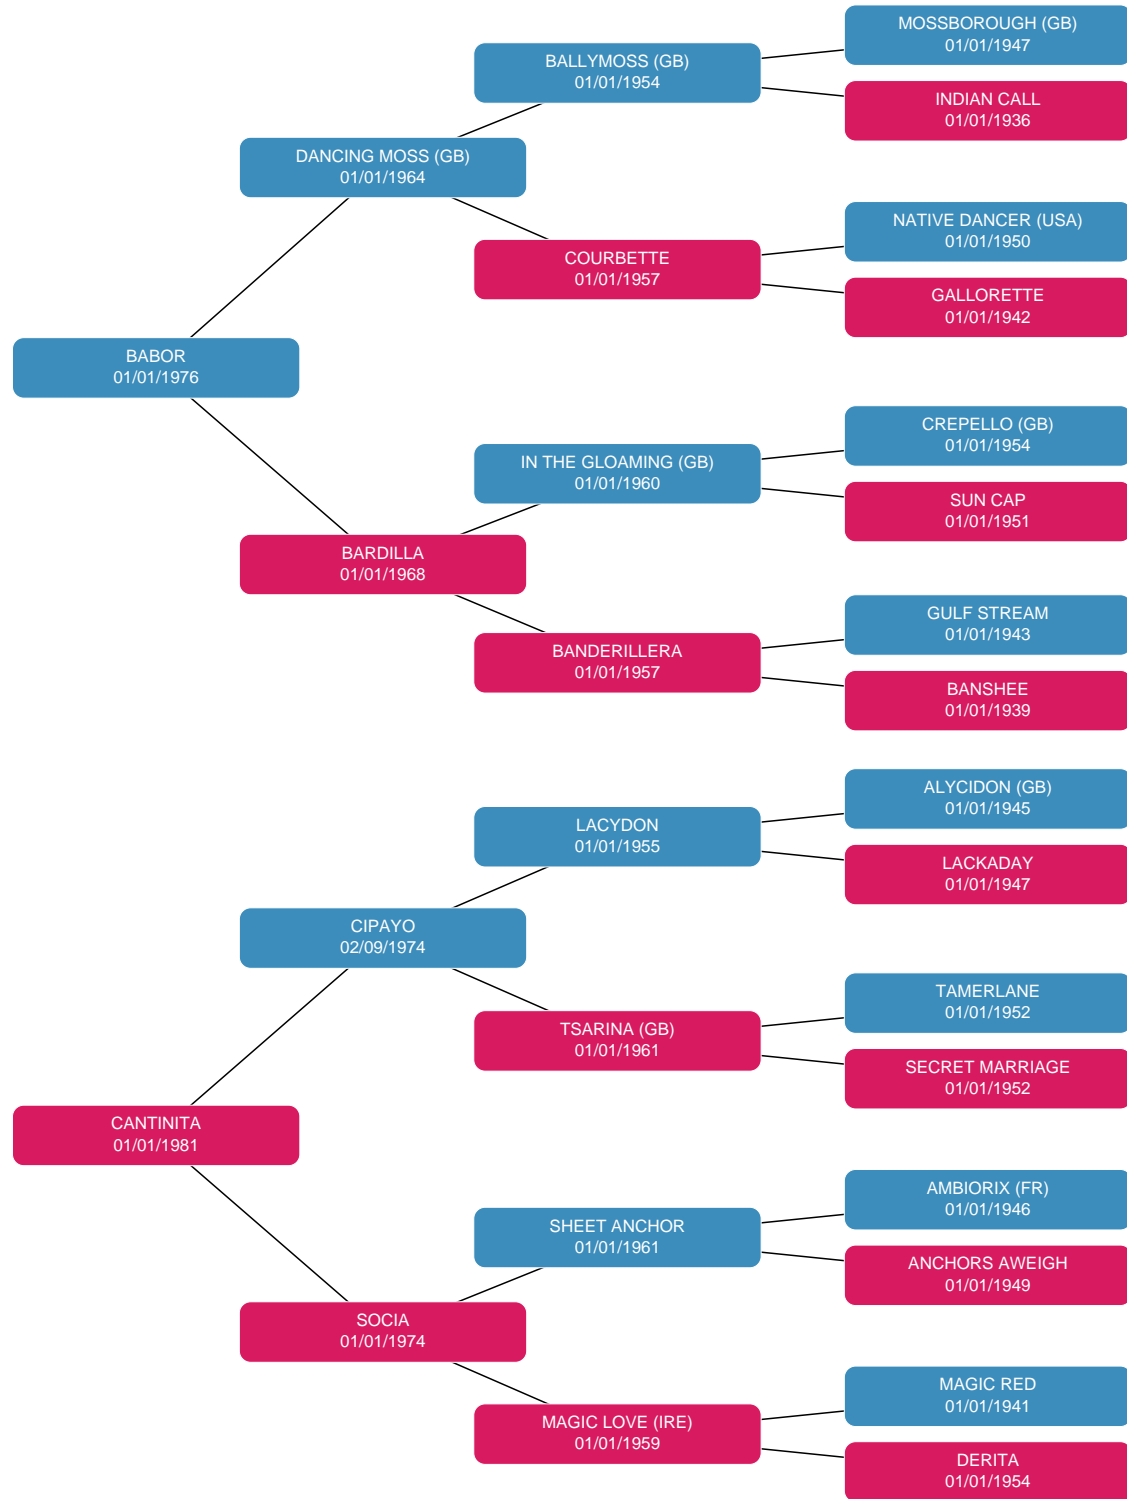 MOSSBOROUGH (GB)
01/01/1947
BALLYMOSS (GB)
01/01/1954
INDIAN CALL
01/01/1936
DANCING MOSS (GB)
01/01/1964
NATIVE DANCER (USA)
01/01/1950
COURBETTE
01/01/1957
GALLORETTE
01/01/1942
BABOR
01/01/1976
CREPELLO (GB)
01/01/1954
IN THE GLOAMING (GB)
01/01/1960
SUN CAP
01/01/1951
BARDILLA
01/01/1968
GULF STREAM
01/01/1943
BANDERILLERA
01/01/1957
BANSHEE
01/01/1939
ALYCIDON (GB)
01/01/1945
LACYDON
01/01/1955
LACKADAY
01/01/1947
CIPAYO
02/09/1974
TAMERLANE
01/01/1952
TSARINA (GB)
01/01/1961
SECRET MARRIAGE
01/01/1952
CANTINITA
01/01/1981
AMBIORIX (FR)
01/01/1946
SHEET ANCHOR
01/01/1961
ANCHORS AWEIGH
01/01/1949
SOCIA
01/01/1974
MAGIC RED
01/01/1941
MAGIC LOVE (IRE)
01/01/1959
DERITA
01/01/1954